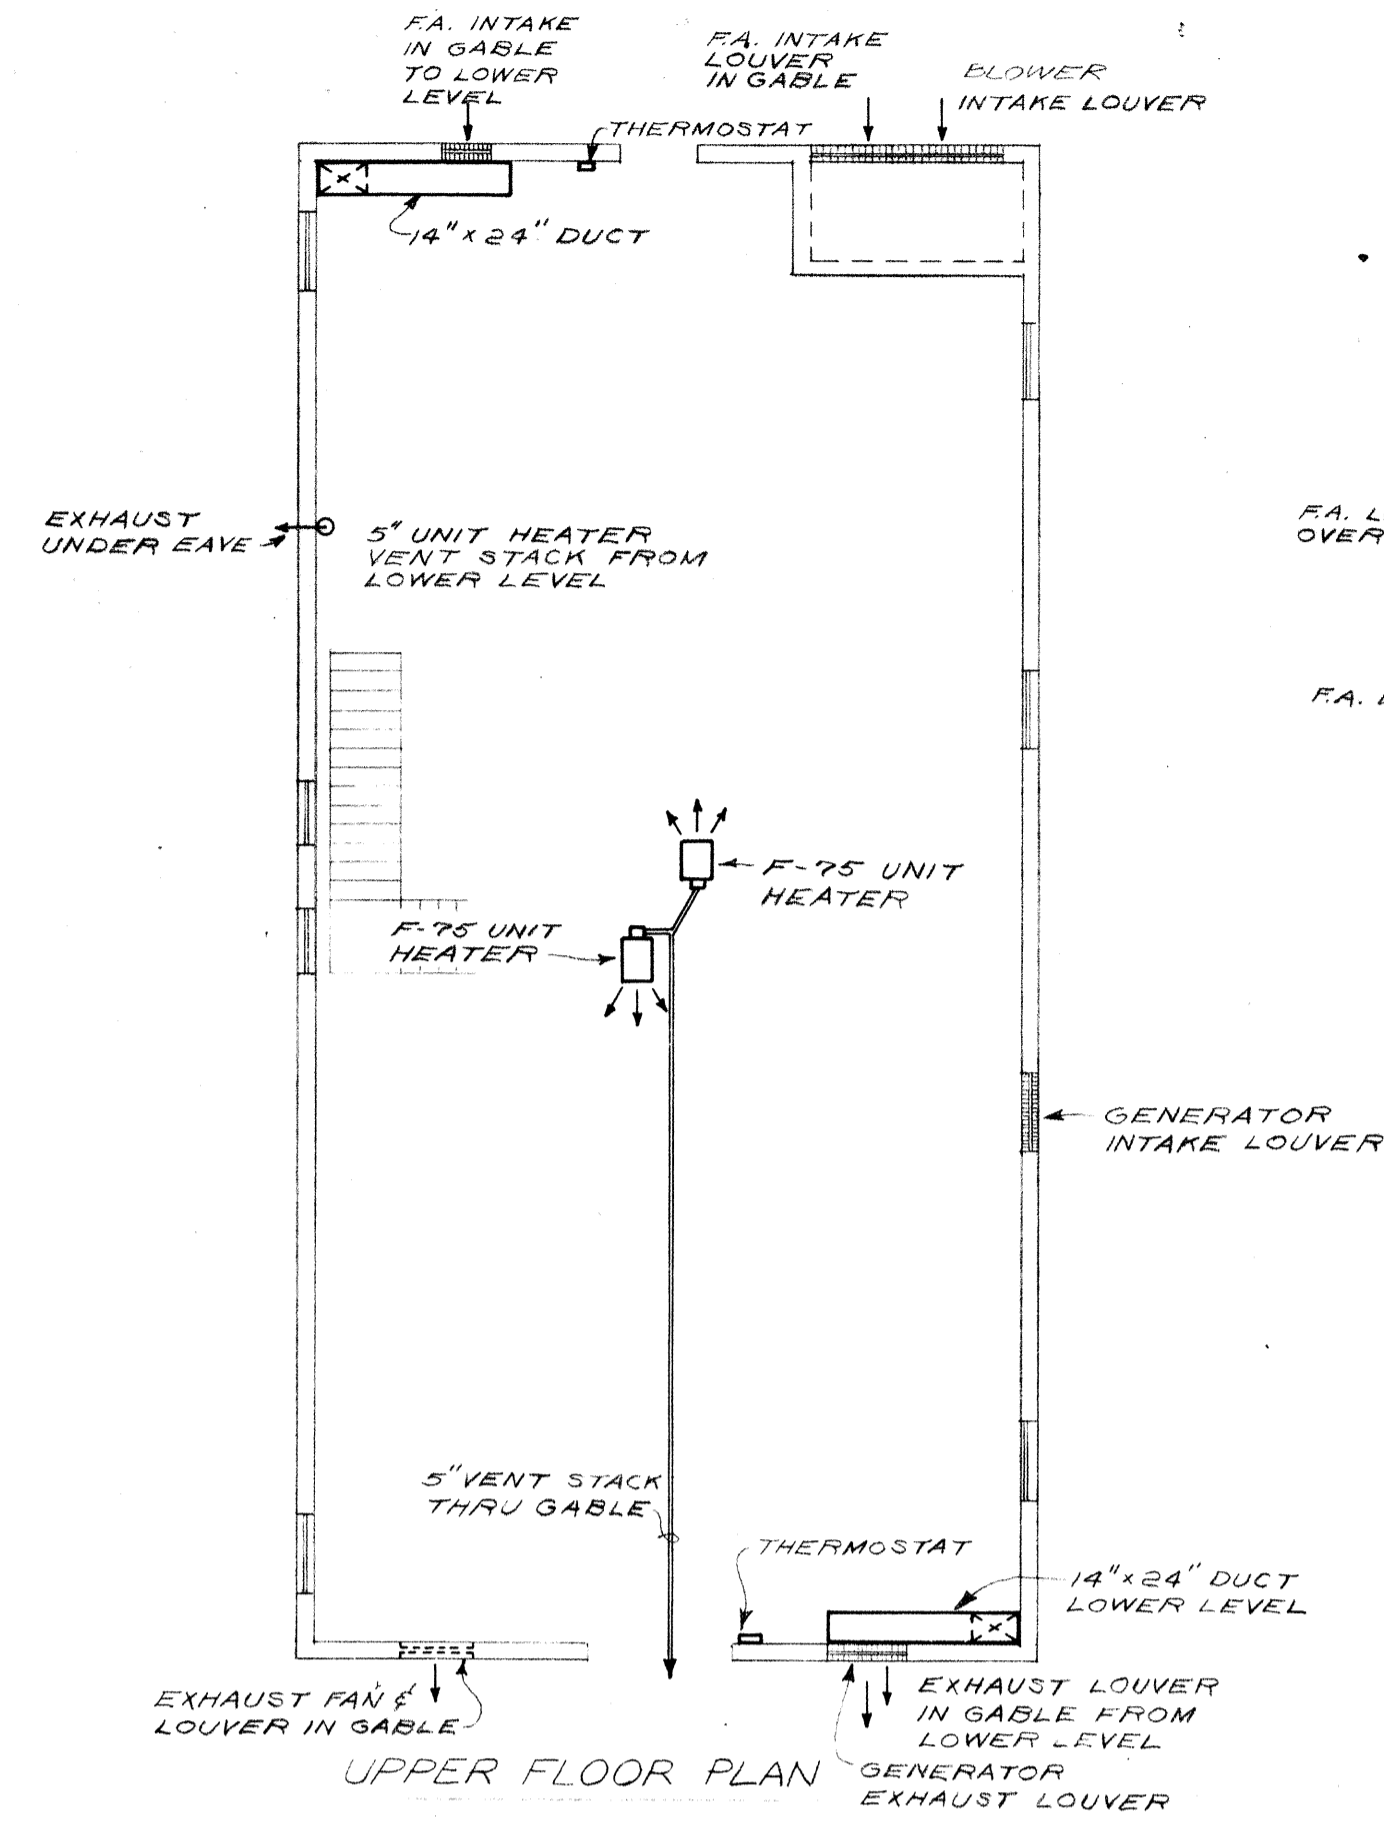 F.A. INTAKE
IN GABLE
TO LOWER
LEVEL
F.A. INTAKE
LOUVER
IN GABLE
BLOWER
INTAKE LOUVER
THERMOSTAT
14" x 24" DUCT
EXHAUST
UNDER EAVE
5" UNIT HEATER
VENT STACK FROM
LOWER LEVEL
F.A. L
OVER
F.A. L
F-75 UNIT
HEATER
F-75 UNIT
HEATER
GENERATOR
INTAKE LOUVER
5" VENT STACK
THRU GABLE
THERMOSTAT
14" x 24" DUCT
LOWER LEVEL
EXHAUST FAN &
LOUVER IN GABLE
EXHAUST LOUVER
IN GABLE FROM
LOWER LEVEL
GENERATOR
EXHAUST LOUVER
UPPER FLOOR PLAN